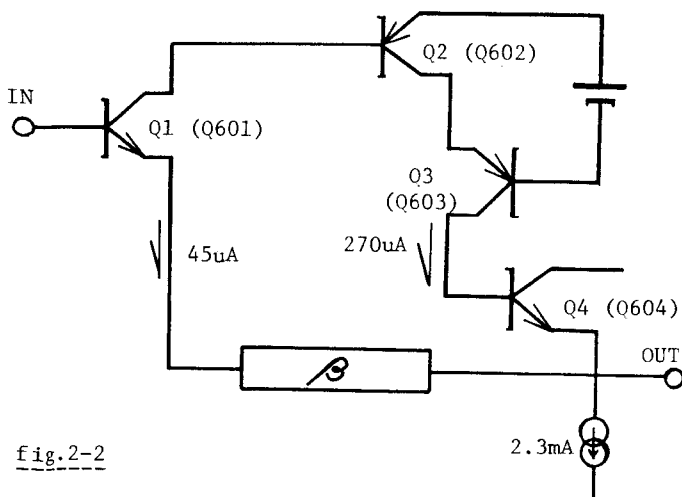 Q2 (Q602)
IN
Q1 (Q601)
Q3
(Q603)
45uA
270uA
Q4 (Q604)
OUT
β
2.3mA
fig.2-2